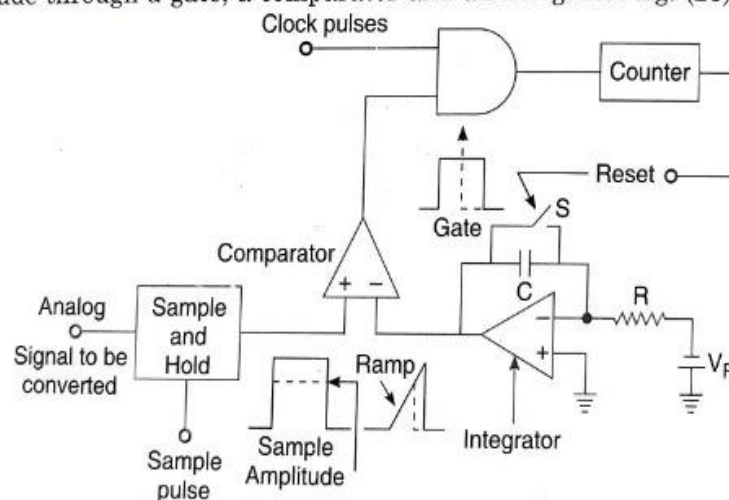 Clock pulses
Counter
Reset
S
Gate
Comparator
+ −
C
R
Analog
Signal to be
converted
Sample
and
Hold
−
+
Ramp
Integrator
Sample
Amplitude
Sample
pulse